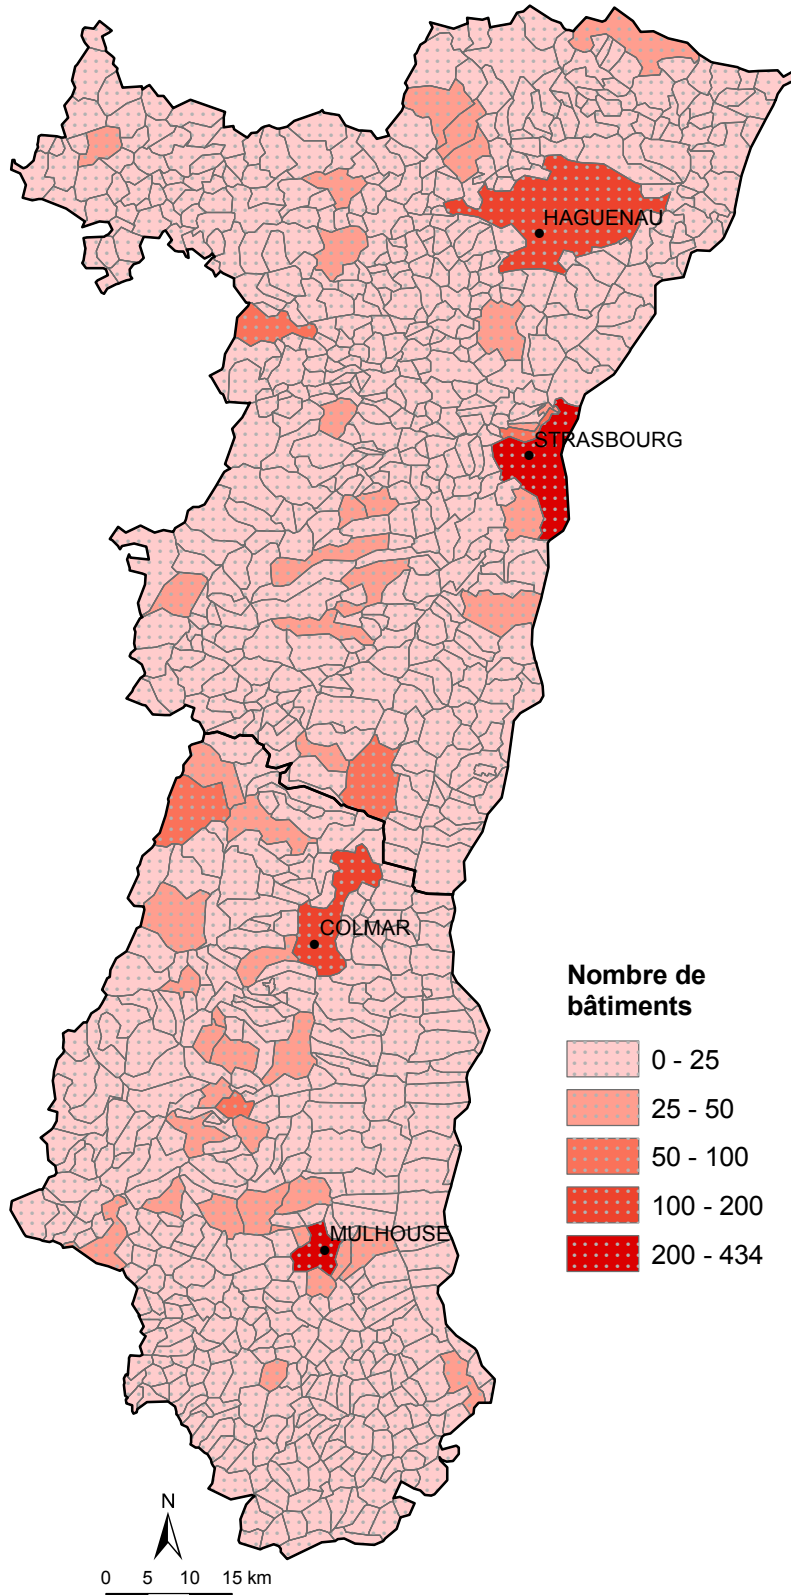 HAGUENAU
STRASBOURG
COLMAR
MULHOUSE
Nombre de
bâtiments
0 - 25
25 - 50
50 - 100
100 - 200
200 - 434
N
0 5 10 15 km